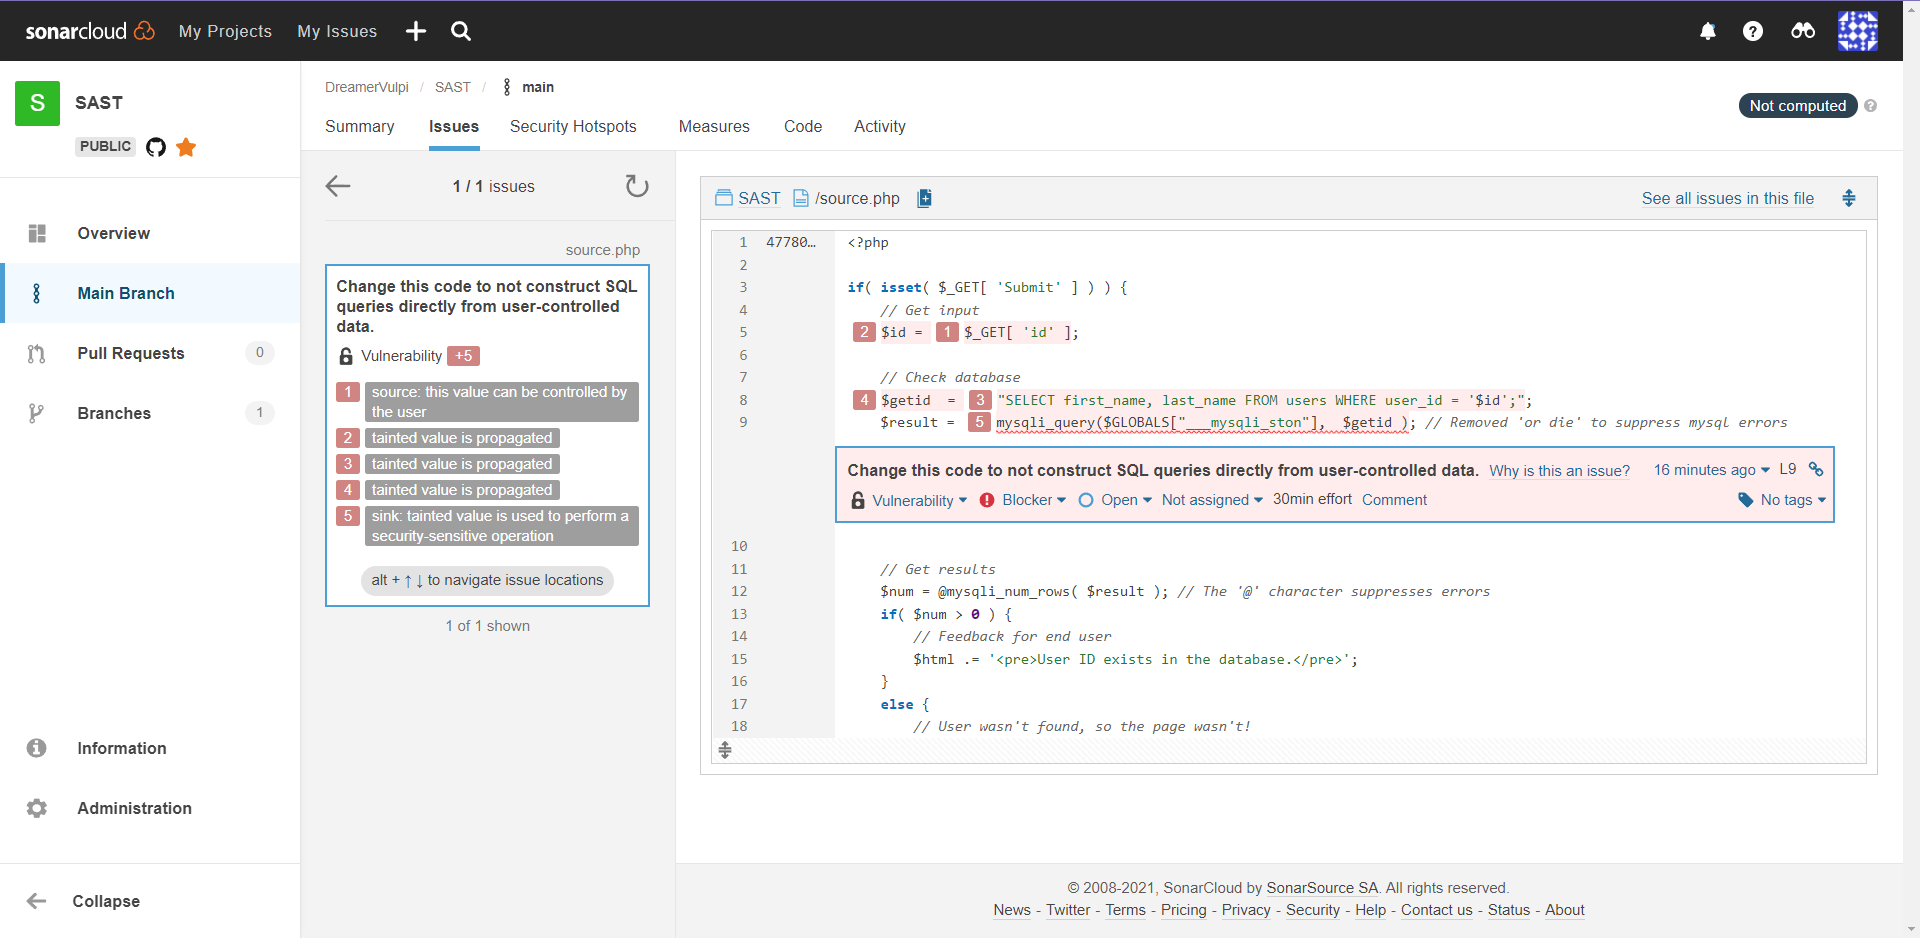 sonarcloud My Projects My Issues
S SAST
PUBLIC
Overview
Main Branch
Pull Requests 0
Branches 1
Information
Administration
Collapse
DreamerVulpi / SAST / main
Not computed
Summary Issues Security Hotspots Measures Code Activity
1 / 1 issues
source.php
Change this code to not construct SQL
queries directly from user-controlled
data.
Vulnerability +5
1 source: this value can be controlled by
the user
2 tainted value is propagated
3 tainted value is propagated
4 tainted value is propagated
5 sink: tainted value is used to perform a
security-sensitive operation
alt + ↑ ↓ to navigate issue locations
1 of 1 shown
SAST /source.php See all issues in this file
1 47780… <?php
2
3 if( isset( $_GET[ 'Submit' ] ) ) {
4 // Get input
5 2 $id = 1 $_GET[ 'id' ];
6
7 // Check database
8 4 $getid = 3 "SELECT first_name, last_name FROM users WHERE user_id = '$id';";
9 $result = 5 mysqli_query($GLOBALS["___mysqli_ston"], $getid ); // Removed 'or die' to suppress mysql errors
Change this code to not construct SQL queries directly from user-controlled data. Why is this an issue? 16 minutes ago L9
Vulnerability Blocker Open Not assigned 30min effort Comment No tags
10
11 // Get results
12 $num = @mysqli_num_rows( $result ); // The '@' character suppresses errors
13 if( $num > 0 ) {
14 // Feedback for end user
15 $html .= '<pre>User ID exists in the database.</pre>';
16 }
17 else {
18 // User wasn't found, so the page wasn't!
© 2008-2021, SonarCloud by SonarSource SA. All rights reserved.
News - Twitter - Terms - Pricing - Privacy - Security - Help - Contact us - Status - About